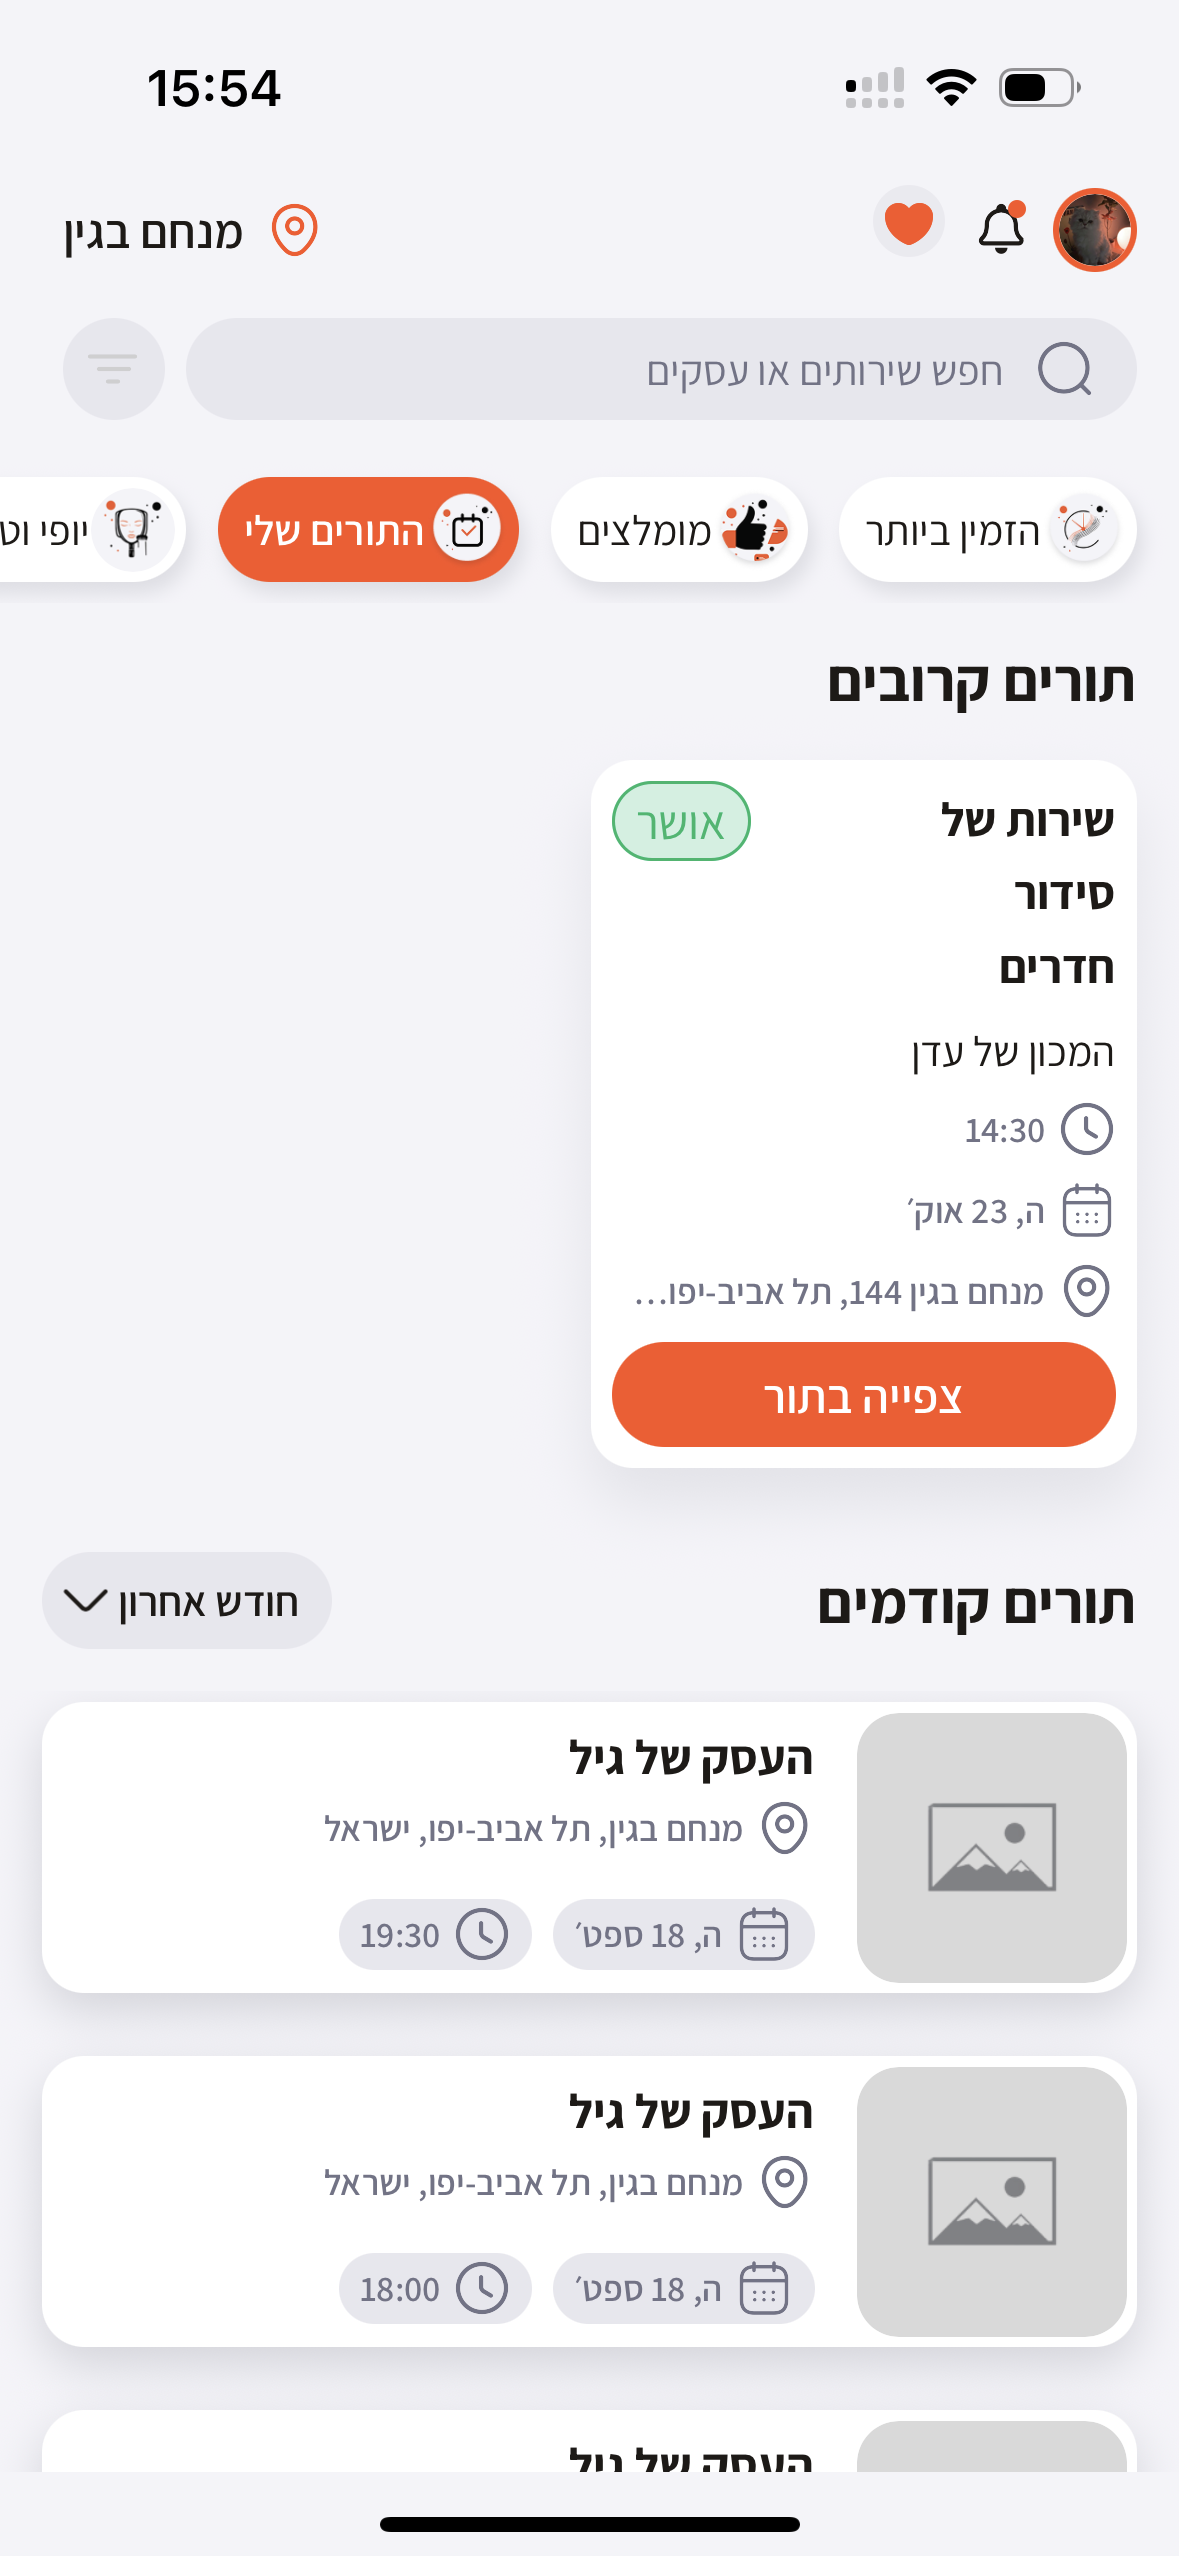 15:54
מנחם בגין
חפש שירותים או עסקים
הזמין ביותר
מומלצים
התורים שלי
יופי וט
תורים קרובים
שירות של
סידור
חדרים
אושר
המכון של עדן
14:30
ה, 23 אוק׳
מנחם בגין 144, תל אביב-יפו...
צפייה בתור
תורים קודמים
חודש אחרון
העסק של גיל
מנחם בגין, תל אביב-יפו, ישראל
ה, 18 ספט׳
19:30
העסק של גיל
מנחם בגין, תל אביב-יפו, ישראל
ה, 18 ספט׳
18:00
העסק של גיל